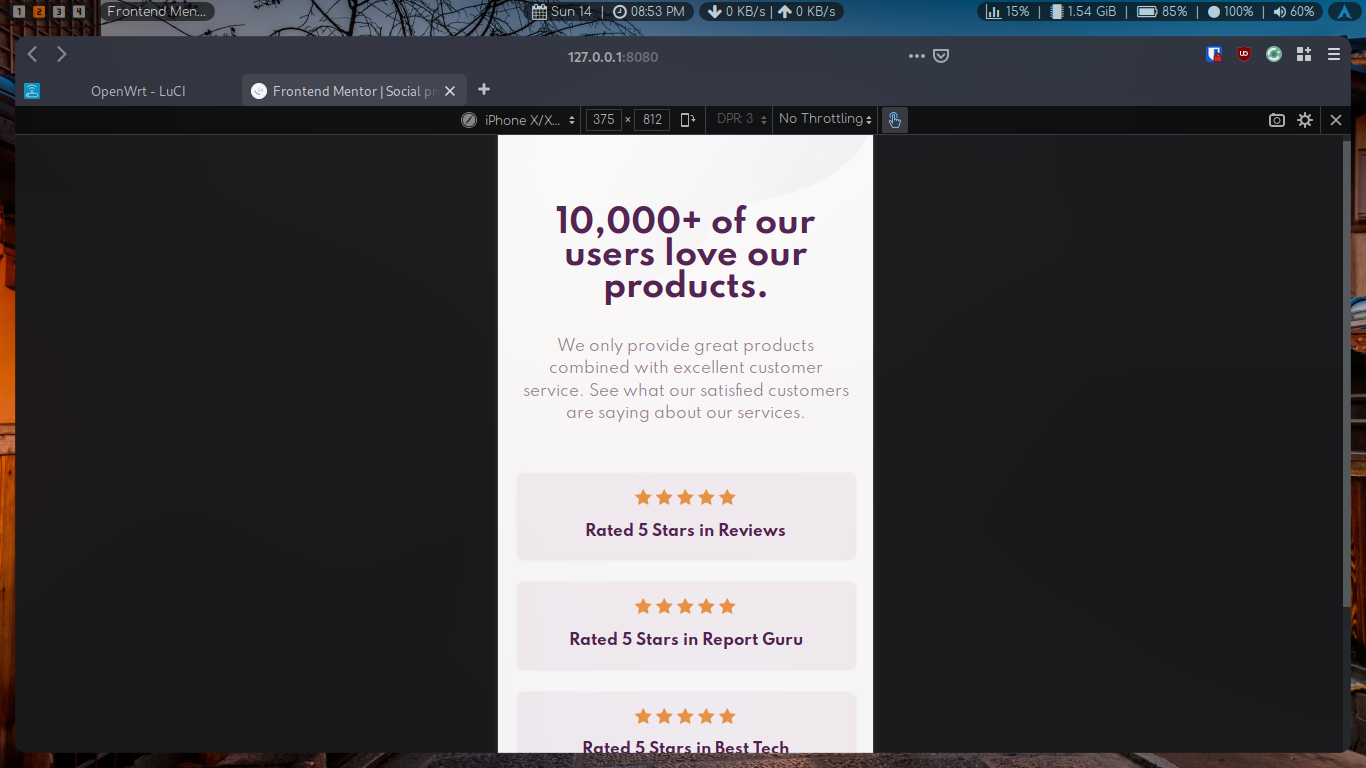 1 2 3 4 Frontend Men... Sun 14 | 08:53 PM 0 KB/s | 0 KB/s 15% | 1.54 GiB | 85% | 100% | 60%
127.0.0.1:8080
OpenWrt - LuCI Frontend Mentor | Social pr
iPhone X/X... 375 × 812 DPR: 3 No Throttling
10,000+ of our
users love our
products.
We only provide great products
combined with excellent customer
service. See what our satisfied customers
are saying about our services.
Rated 5 Stars in Reviews
Rated 5 Stars in Report Guru
Rated 5 Stars in Best Tech